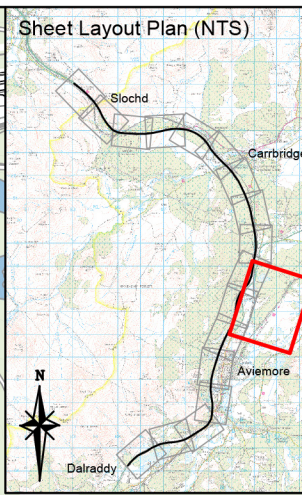 Sheet Layout Plan (NTS)
Slochd
Carrbridge
Aviemore
N
Dalraddy